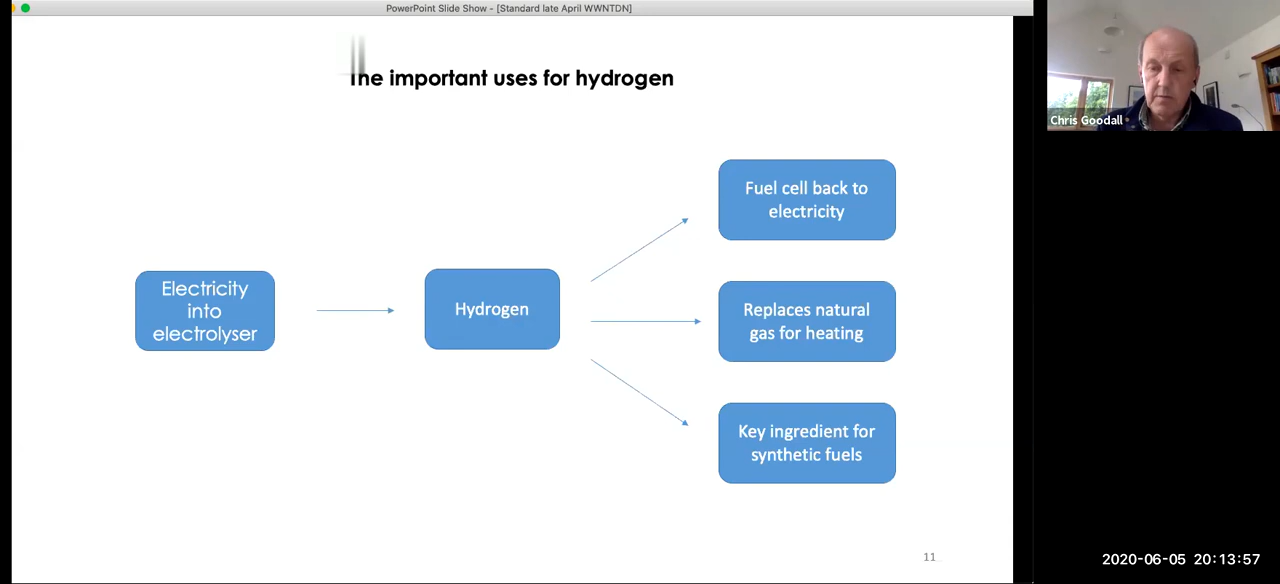 PowerPoint Slide Show - [Standard late April WWNTDN]
The important uses for hydrogen
Chris Goodall
Fuel cell back to
electricity
Electricity
into
electrolyser
Hydrogen
Replaces natural
gas for heating
Key ingredient for
synthetic fuels
11
2020-06-05 20:13:57